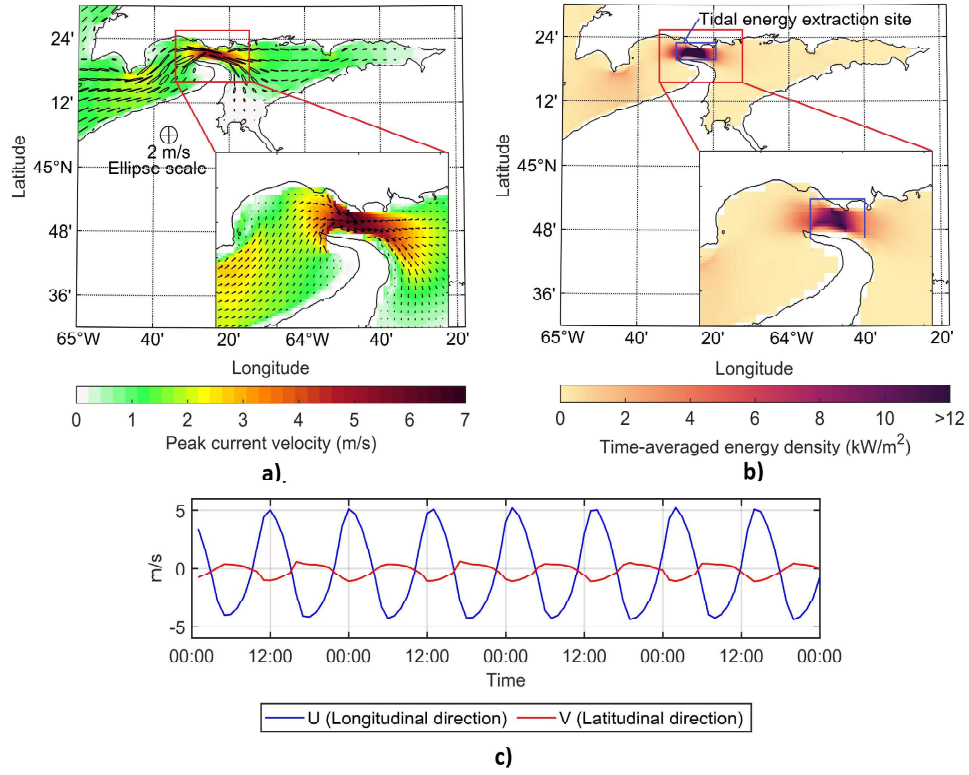 24'
12'
45°N
48'
36'
Latitude
2 m/s
Ellipse scale
65°W 40' 20' 64°W 40' 20'
Longitude
0 1 2 3 4 5 6 7
Peak current velocity (m/s)
a)
Tidal energy extraction site
24'
12'
45°N
48'
36'
Latitude
65°W 40' 20' 64°W 40' 20'
Longitude
0 2 4 6 8 10 >12
Time-averaged energy density (kW/m²)
b)
5
0
-5
m/s
00:00 12:00 00:00 12:00 00:00 12:00 00:00 12:00 00:00
Time
U (Longitudinal direction) V (Latitudinal direction)
c)